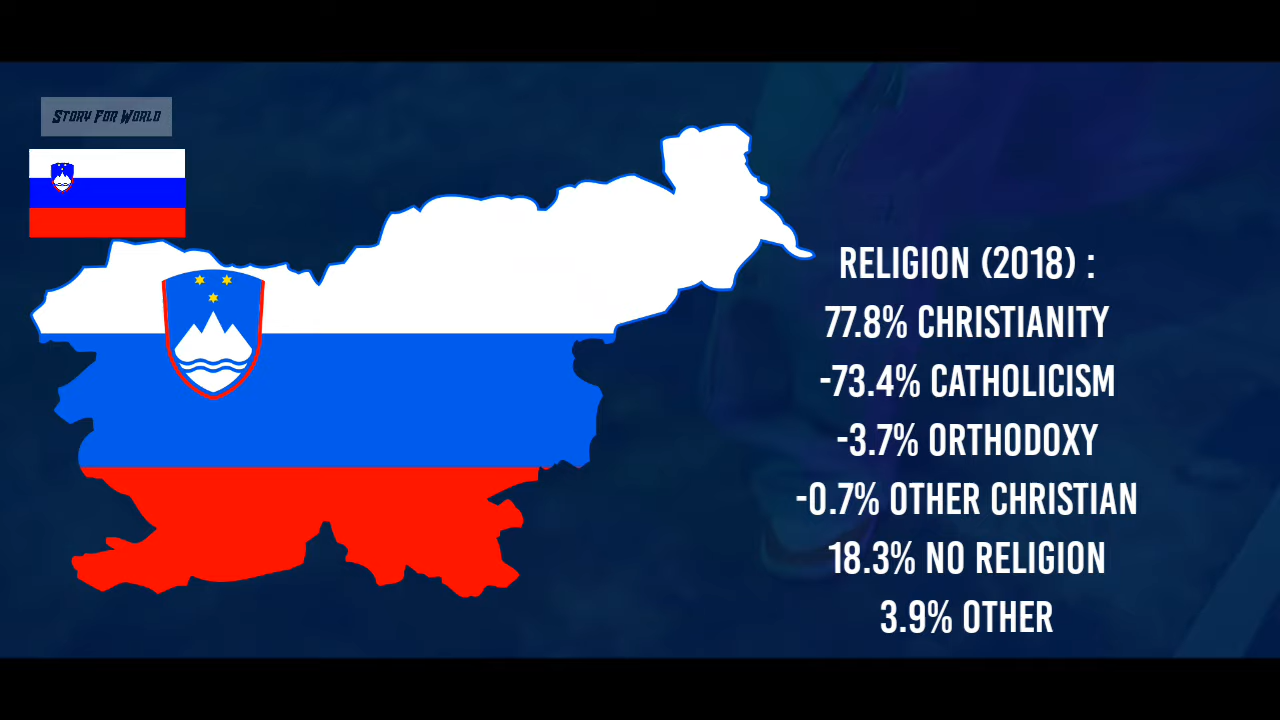 Story For World
RELIGION (2018) :
77.8% CHRISTIANITY
-73.4% CATHOLICISM
-3.7% ORTHODOXY
-0.7% OTHER CHRISTIAN
18.3% NO RELIGION
3.9% OTHER